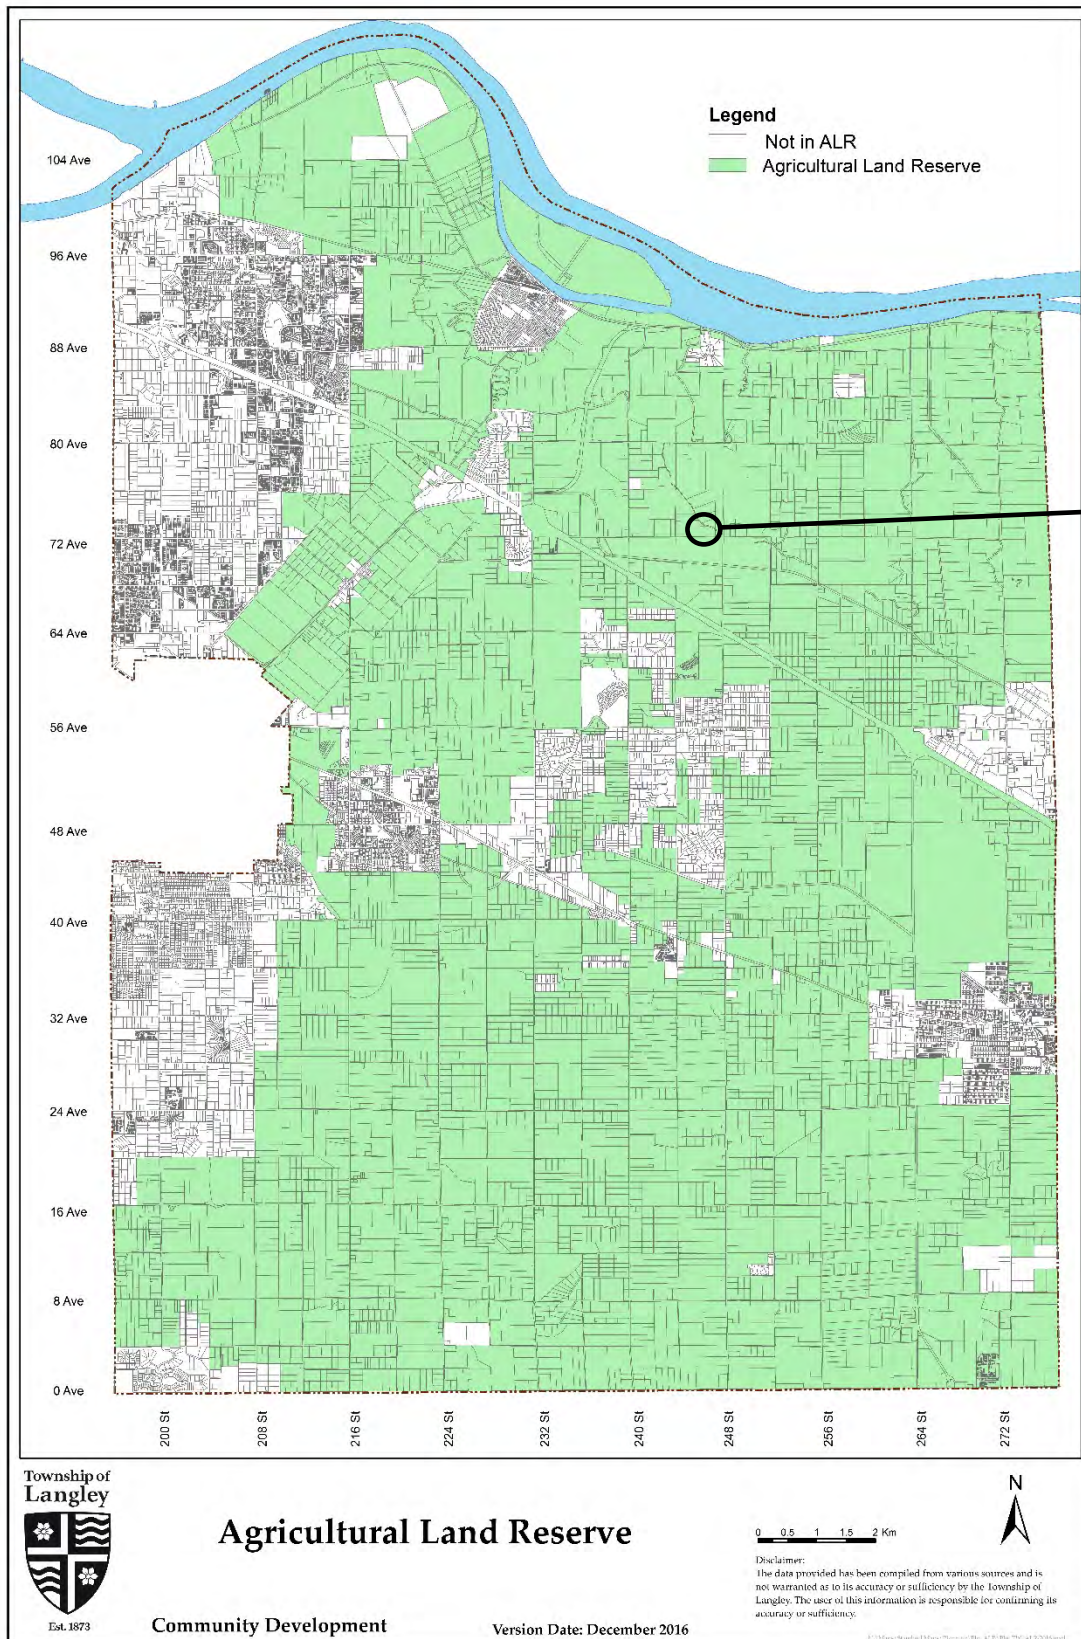 Legend
Not in ALR
Agricultural Land Reserve
104 Ave
96 Ave
88 Ave
80 Ave
72 Ave
64 Ave
56 Ave
48 Ave
40 Ave
32 Ave
24 Ave
16 Ave
8 Ave
0 Ave
200 St
208 St
216 St
224 St
232 St
240 St
248 St
256 St
264 St
272 St
Township of
Langley
Est. 1873
Agricultural Land Reserve
Community Development
Version Date: December 2016
N
0 0.5 1 1.5 2 Km
Disclaimer:
The data provided has been compiled from various sources and is
not warranted as to its accuracy or sufficiency by the Township of
Langley. The user of this information is responsible for confirming its
accuracy or sufficiency.